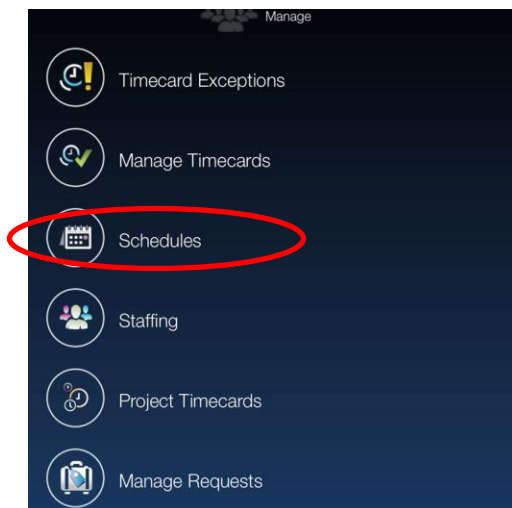 Manage
Timecard Exceptions
Manage Timecards
Schedules
Staffing
Project Timecards
Manage Requests